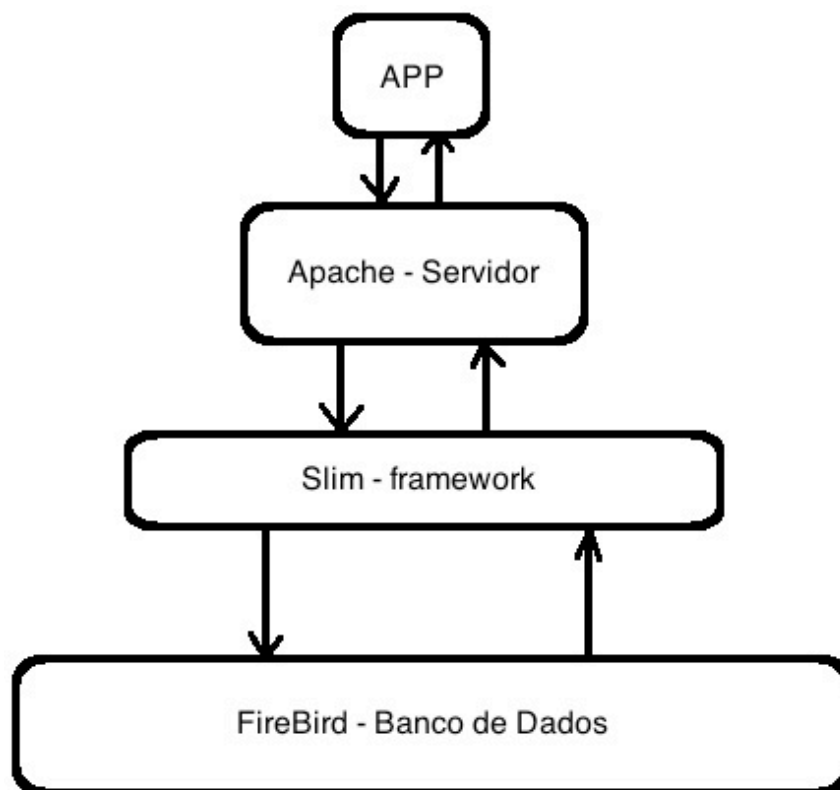 APP
Apache - Servidor
Slim - framework
FireBird - Banco de Dados